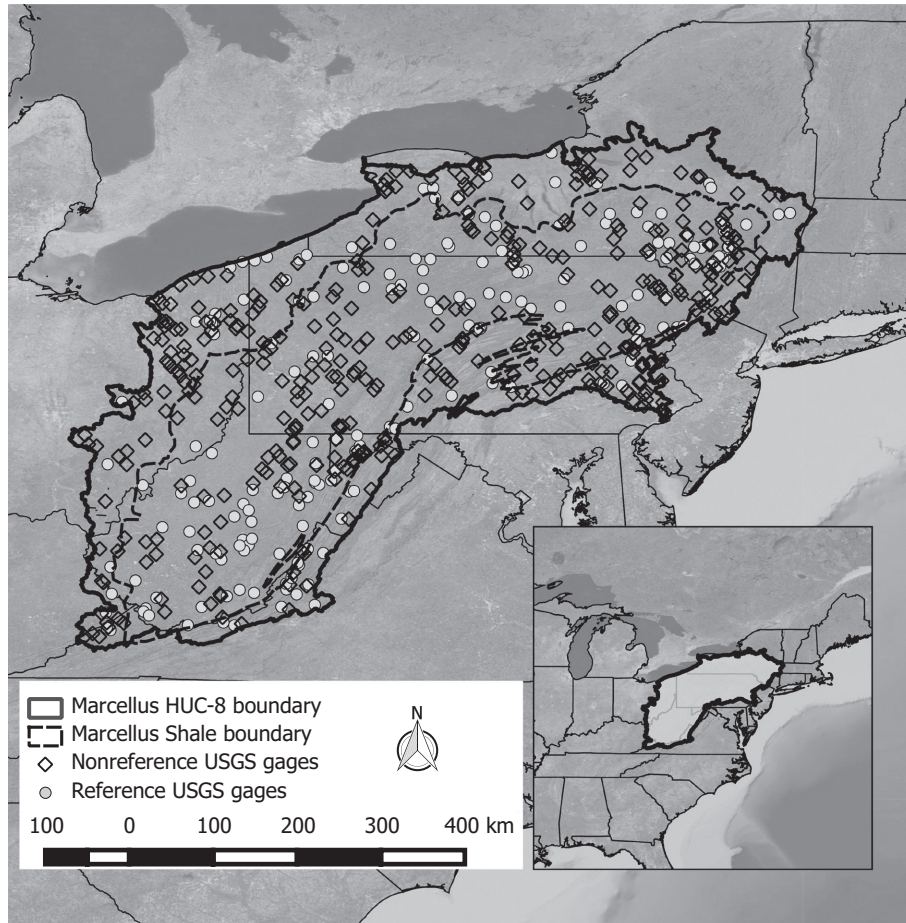 Marcellus HUC-8 boundary
Marcellus Shale boundary
Nonreference USGS gages
Reference USGS gages
N
100 0 100 200 300 400 km